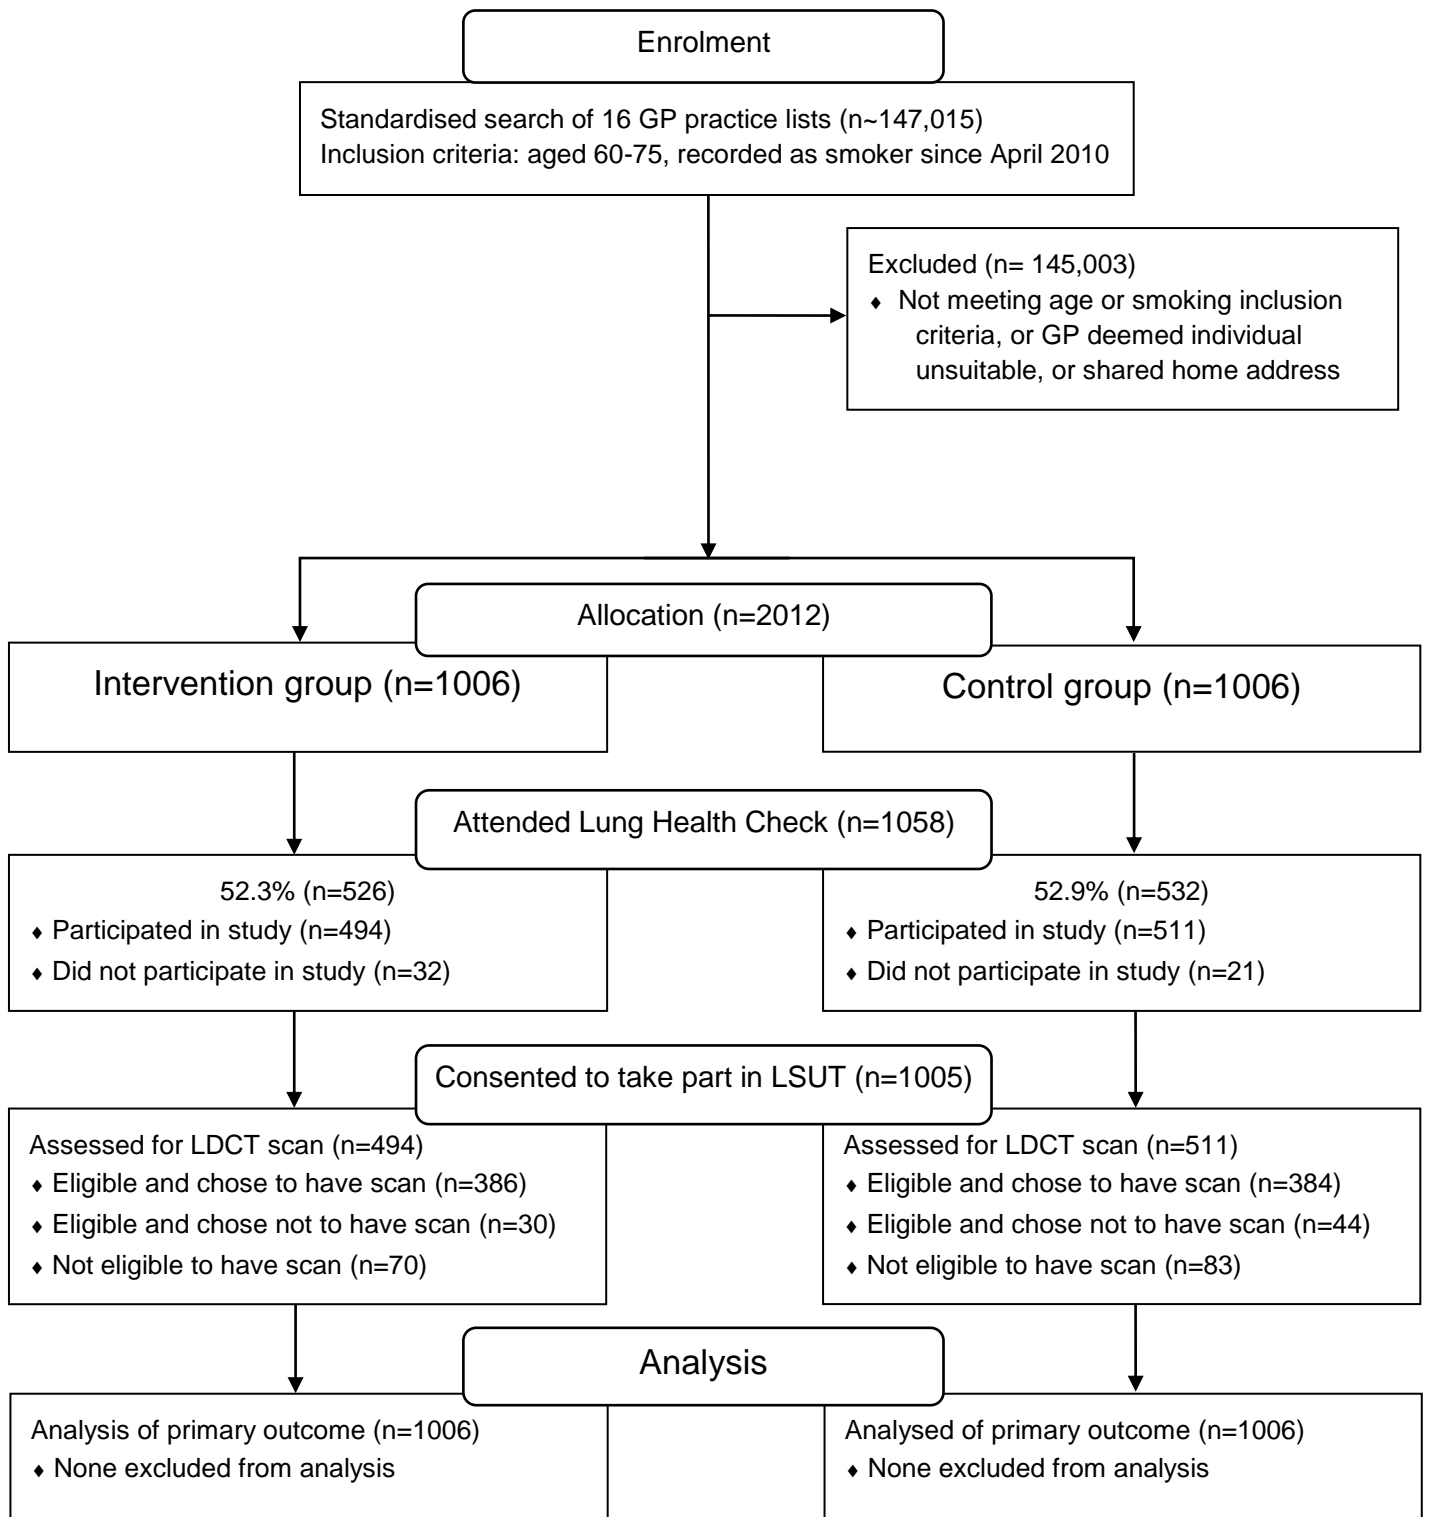 Enrolment
Standardised search of 16 GP practice lists (n~147,015)
Inclusion criteria: aged 60-75, recorded as smoker since April 2010
Excluded (n= 145,003)
♦ Not meeting age or smoking inclusion
criteria, or GP deemed individual
unsuitable, or shared home address
Allocation (n=2012)
Intervention group (n=1006)
Control group (n=1006)
Attended Lung Health Check (n=1058)
52.3% (n=526)
♦ Participated in study (n=494)
♦ Did not participate in study (n=32)
52.9% (n=532)
♦ Participated in study (n=511)
♦ Did not participate in study (n=21)
Consented to take part in LSUT (n=1005)
Assessed for LDCT scan (n=494)
♦ Eligible and chose to have scan (n=386)
♦ Eligible and chose not to have scan (n=30)
♦ Not eligible to have scan (n=70)
Assessed for LDCT scan (n=511)
♦ Eligible and chose to have scan (n=384)
♦ Eligible and chose not to have scan (n=44)
♦ Not eligible to have scan (n=83)
Analysis
Analysis of primary outcome (n=1006)
♦ None excluded from analysis
Analysed of primary outcome (n=1006)
♦ None excluded from analysis